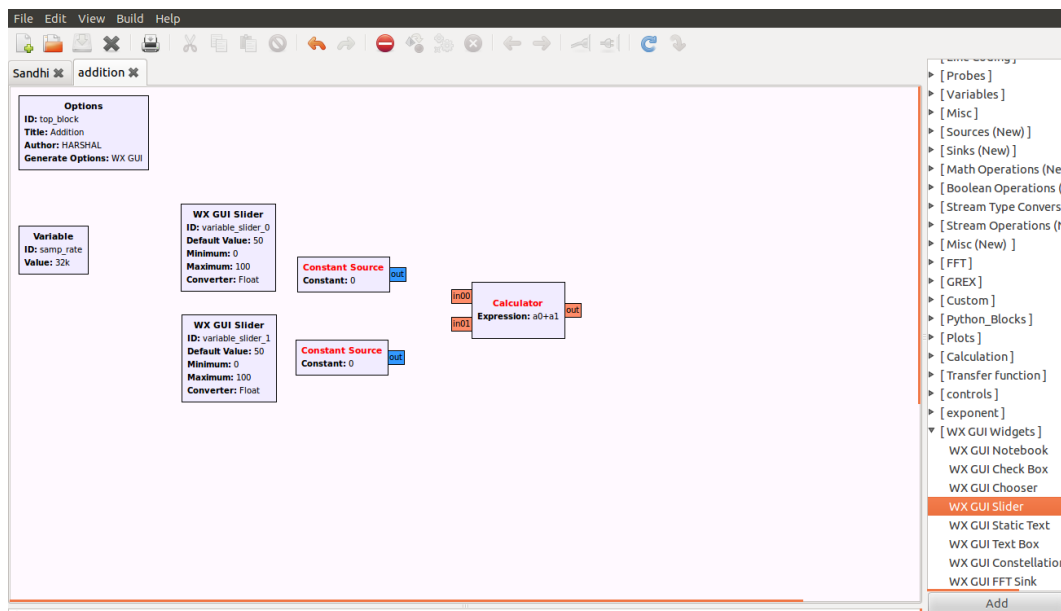 File Edit View Build Help
Sandhi
addition
Options
ID: top_block
Title: Addition
Author: HARSHAL
Generate Options: WX GUI
Variable
ID: samp_rate
Value: 32k
WX GUI Slider
ID: variable_slider_0
Default Value: 50
Minimum: 0
Maximum: 100
Converter: Float
Constant Source
Constant: 0
out
WX GUI Slider
ID: variable_slider_1
Default Value: 50
Minimum: 0
Maximum: 100
Converter: Float
Constant Source
Constant: 0
out
in00
in01
Calculator
Expression: a0+a1
out
[ Probes ]
[ Variables ]
[ Misc ]
[ Sources (New) ]
[ Sinks (New) ]
[ Math Operations (Ne
[ Boolean Operations (
[ Stream Type Convers
[ Stream Operations (N
[ Misc (New) ]
[ FFT ]
[ GREX ]
[ Custom ]
[ Python_Blocks ]
[ Plots ]
[ Calculation ]
[ Transfer function ]
[ controls ]
[ exponent ]
[ WX GUI Widgets ]
WX GUI Notebook
WX GUI Check Box
WX GUI Chooser
WX GUI Slider
WX GUI Static Text
WX GUI Text Box
WX GUI Constellation
WX GUI FFT Sink
Add